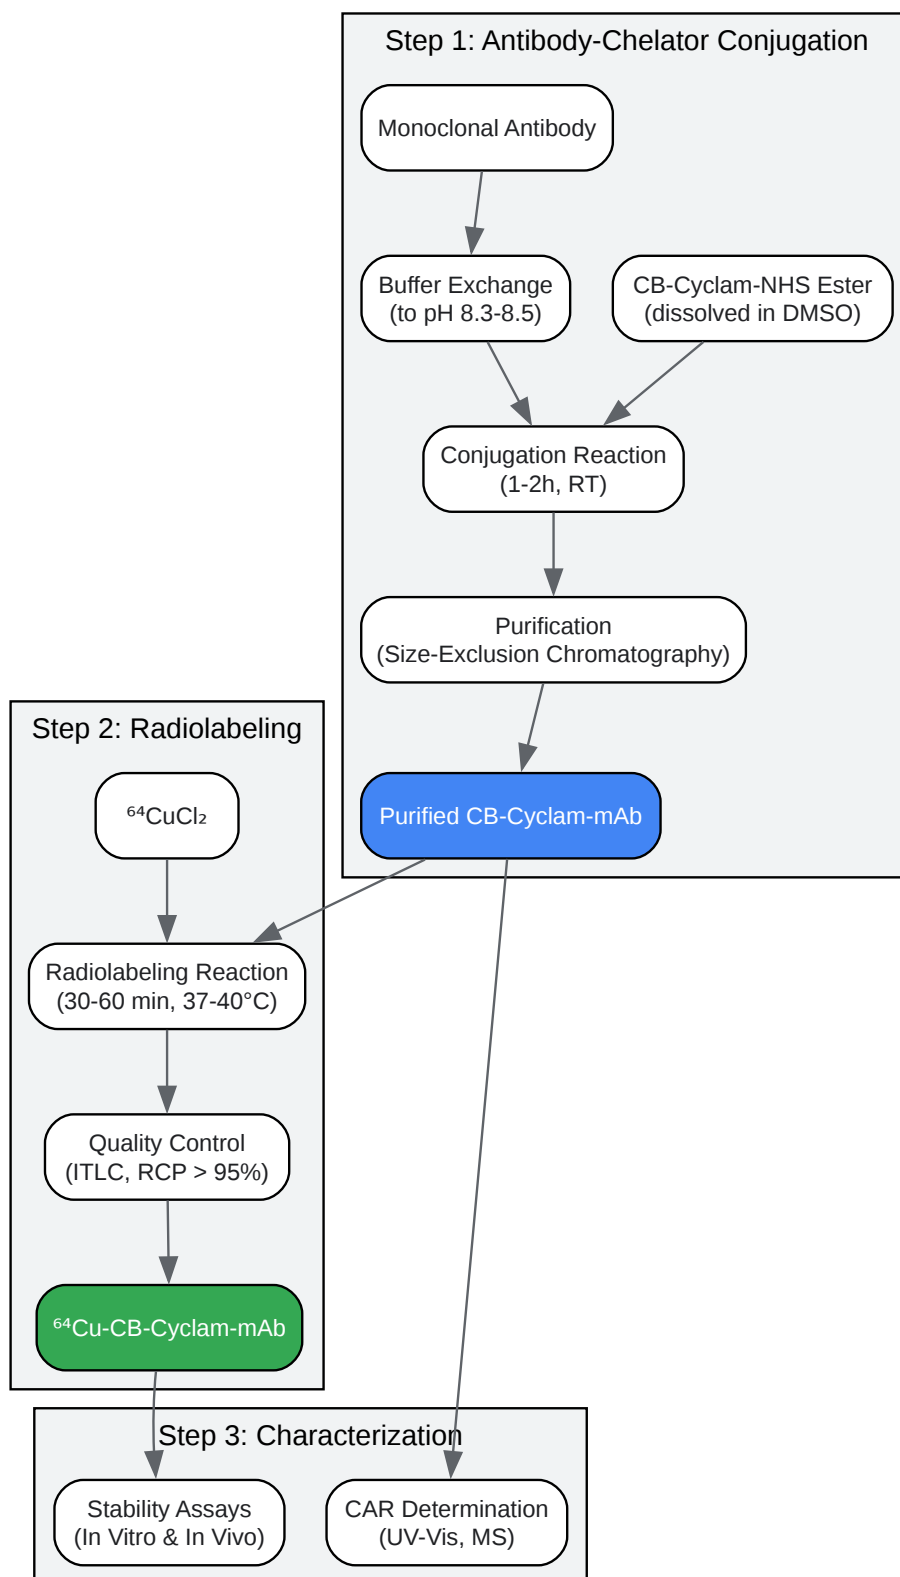 Step 1: Antibody-Chelator Conjugation
Monoclonal Antibody
Buffer Exchange
(to pH 8.3-8.5)
CB-Cyclam-NHS Ester
(dissolved in DMSO)
Conjugation Reaction
(1-2h, RT)
Purification
(Size-Exclusion Chromatography)
Purified CB-Cyclam-mAb
Step 2: Radiolabeling
⁶⁴CuCl₂
Radiolabeling Reaction
(30-60 min, 37-40°C)
Quality Control
(ITLC, RCP > 95%)
⁶⁴Cu-CB-Cyclam-mAb
Step 3: Characterization
Stability Assays
(In Vitro & In Vivo)
CAR Determination
(UV-Vis, MS)